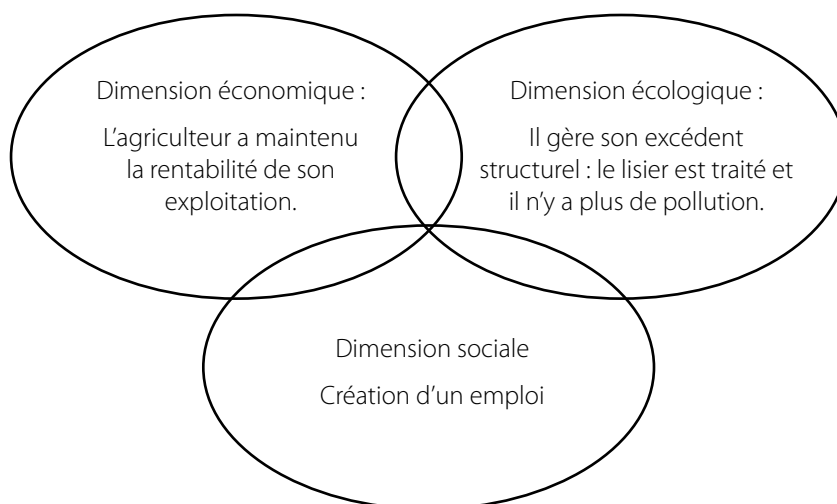 Dimension économique :
L’agriculteur a maintenu
la rentabilité de son
exploitation.
Dimension écologique :
Il gère son excédent
structurel : le lisier est traité et
il n’y a plus de pollution.
Dimension sociale
Création d’un emploi